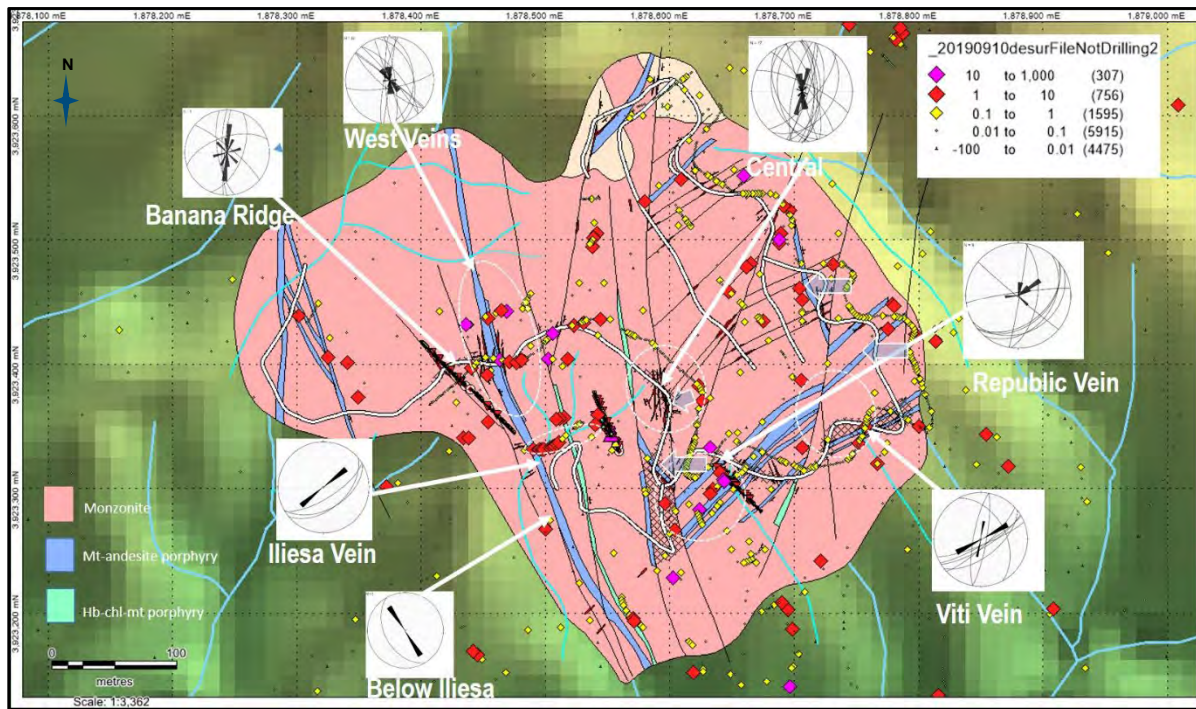 1,878,100 mE
1,878,200 mE
1,878,300 mE
1,878,400 mE
1,878,500 mE
1,878,600 mE
1,878,700 mE
1,878,800 mE
1,878,900 mE
1,879,000 mE
_20190910desurFileNotDrilling2
10 to 1,000 (307)
1 to 10 (756)
0.1 to 1 (1595)
0.01 to 0.1 (5915)
-100 to 0.01 (4475)
N
3,923,600 mN
3,923,500 mN
3,923,400 mN
3,923,300 mN
3,923,200 mN
West Veins
Central
Banana Ridge
Republic Vein
Iliesa Vein
Viti Vein
Below Iliesa
Monzonite
Mt-andesite porphyry
Hb-chl-mt porphyry
0 100
metres
Scale: 1:3,362